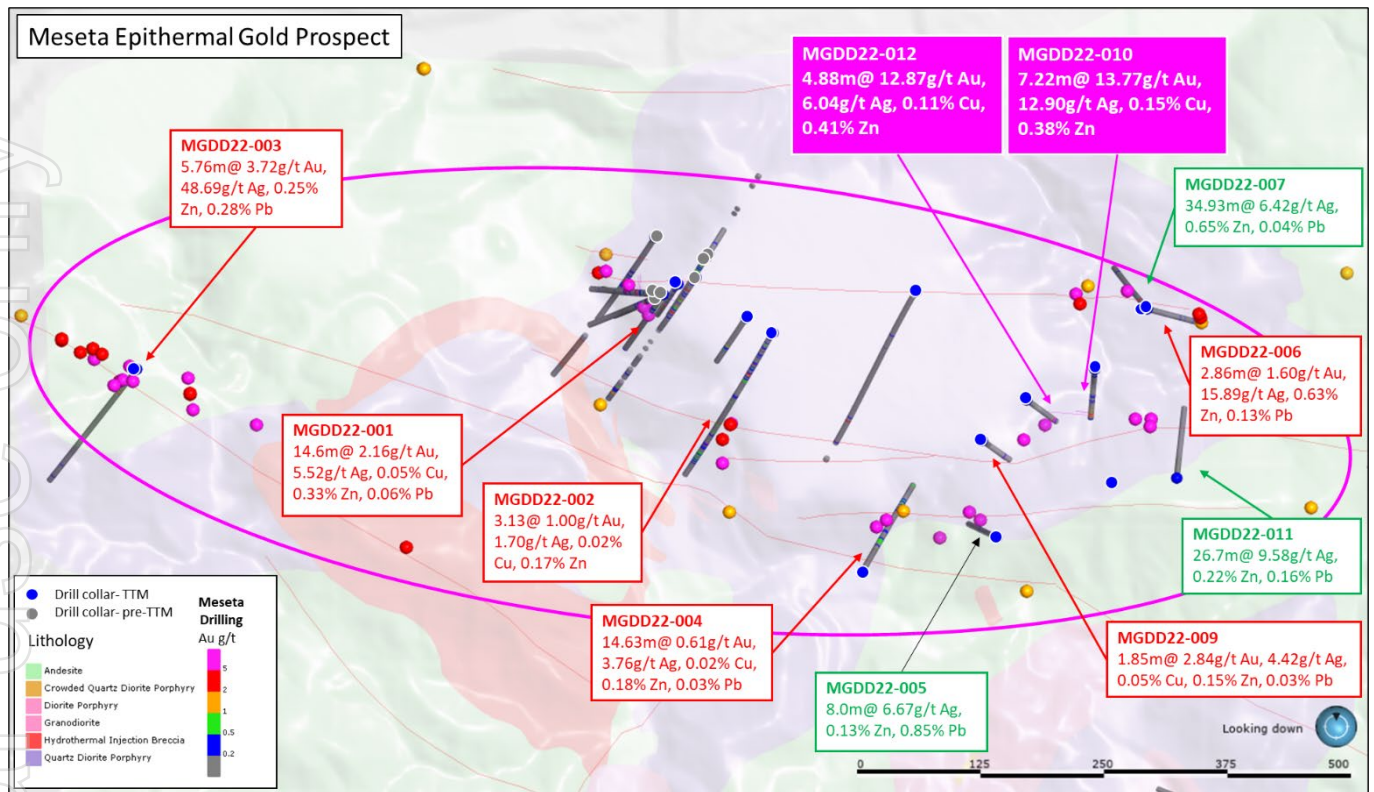 Meseta Epithermal Gold Prospect
MGDD22-012
4.88m@ 12.87g/t Au,
6.04g/t Ag, 0.11% Cu,
0.41% Zn
MGDD22-010
7.22m@ 13.77g/t Au,
12.90g/t Ag, 0.15% Cu,
0.38% Zn
MGDD22-003
5.76m@ 3.72g/t Au,
48.69g/t Ag, 0.25%
Zn, 0.28% Pb
MGDD22-007
34.93m@ 6.42g/t Ag,
0.65% Zn, 0.04% Pb
MGDD22-006
2.86m@ 1.60g/t Au,
15.89g/t Ag, 0.63%
Zn, 0.13% Pb
MGDD22-001
14.6m@ 2.16g/t Au,
5.52g/t Ag, 0.05% Cu,
0.33% Zn, 0.06% Pb
MGDD22-002
3.13@ 1.00g/t Au,
1.70g/t Ag, 0.02%
Cu, 0.17% Zn
MGDD22-011
26.7m@ 9.58g/t Ag,
0.22% Zn, 0.16% Pb
MGDD22-004
14.63m@ 0.61g/t Au,
3.76g/t Ag, 0.02% Cu,
0.18% Zn, 0.03% Pb
MGDD22-009
1.85m@ 2.84g/t Au, 4.42g/t Ag,
0.05% Cu, 0.15% Zn, 0.03% Pb
MGDD22-005
8.0m@ 6.67g/t Ag,
0.13% Zn, 0.85% Pb
Drill collar- TTM
Drill collar- pre-TTM
Lithology
Andesite
Crowded Quartz Diorite Porphyry
Diorite Porphyry
Granodiorite
Hydrothermal Injection Breccia
Quartz Diorite Porphyry
Meseta
Drilling
Au g/t
5
2
1
0.5
0.2
Looking down
0 125 250 375 500